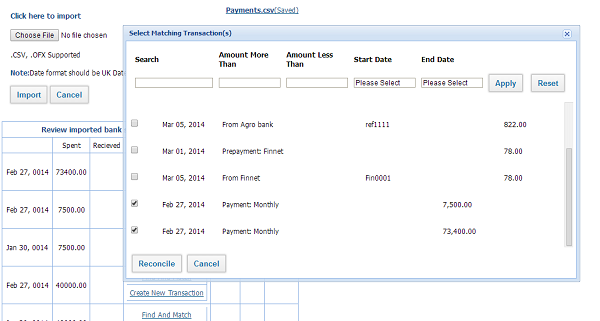 Payments.csv(Saved)
Click here to import
Choose File No file chosen
.CSV, .OFX Supported
Note:Date format should be UK Dat
Import Cancel
Review imported bank
Spent Recieved
Feb 27, 0014 73400.00
Feb 27, 0014 7500.00
Jan 30, 0014 7500.00
Feb 27, 0014 40000.00
Select Matching Transaction(s)
Search Amount More Than Amount Less Than Start Date End Date
Please Select Please Select Apply Reset
Mar 05, 2014 From Agro bank ref1111 822.00
Mar 01, 2014 Prepayment: Finnet 78.00
Mar 05, 2014 From Finnet Fin0001 78.00
Feb 27, 2014 Payment: Monthly 7,500.00
Feb 27, 2014 Payment: Monthly 73,400.00
Reconcile Cancel
Create New Transaction
Find And Match